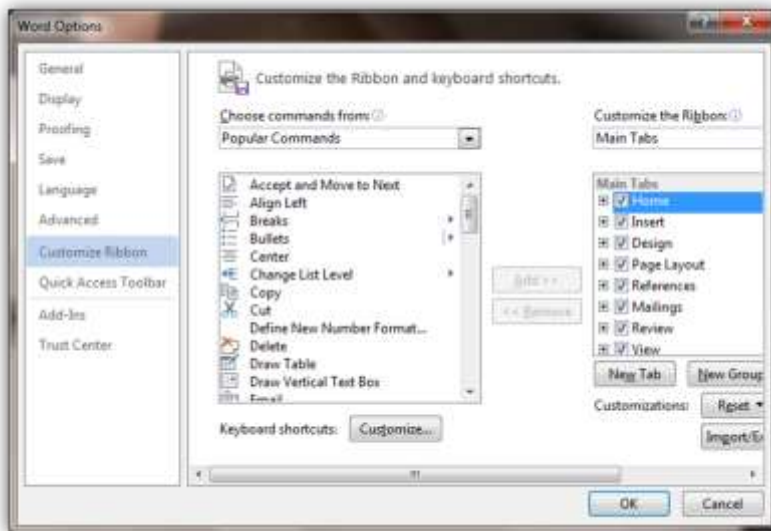 Word Options
General
Display
Proofing
Save
Language
Advanced
Customize Ribbon
Quick Access Toolbar
Add-Ins
Trust Center
Customize the Ribbon and keyboard shortcuts.
Choose commands from:
Popular Commands
Accept and Move to Next
Align Left
Breaks
Bullets
Center
Change List Level
Copy
Cut
Define New Number Format...
Delete
Draw Table
Draw Vertical Text Box
Email
Keyboard shortcuts: Customize...
Add >>
<< Remove
Customize the Ribbon:
Main Tabs
Main Tabs
Home
Insert
Design
Page Layout
References
Mailings
Review
View
New Tab New Group
Customizations: Reset
Import/E
OK Cancel